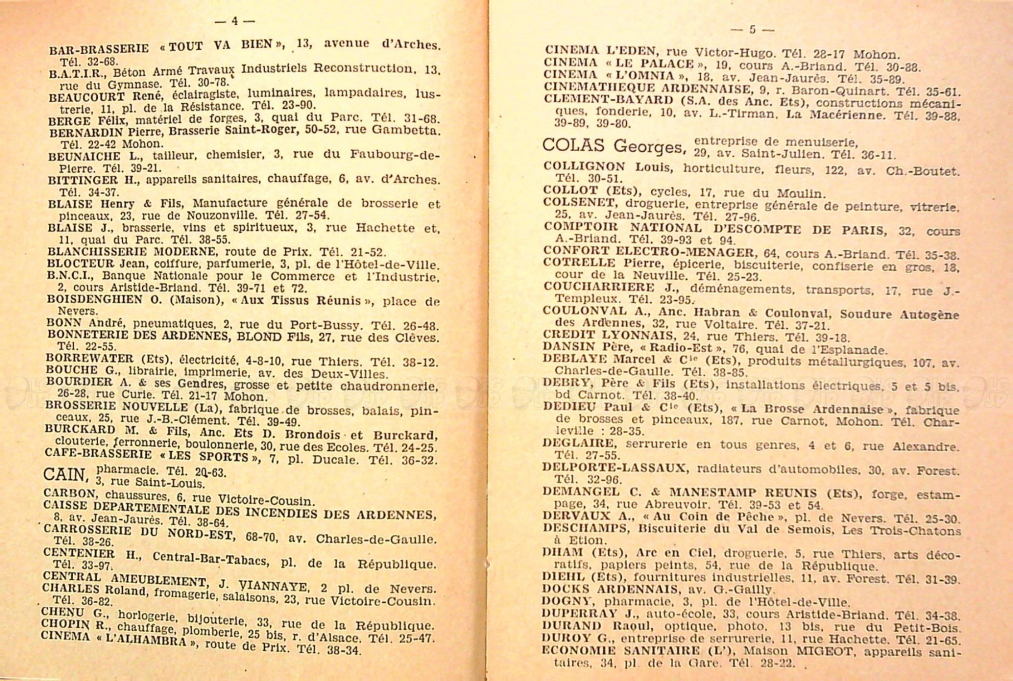 — 4 —
BAR-BRASSERIE « TOUT VA BIEN », 13, avenue d'Arches.
Tél. 32-68.
B.A.T.I.R., Béton Armé Travaux Industriels Reconstruction, 13,
rue du Gymnase. Tél. 30-78.
BEAUCOURT René, éclairagiste, luminaires, lampadaires, lus-
trerie, 11, pl. de la Résistance. Tél. 23-90.
BERGE Félix, matériel de forges, 3, quai du Parc. Tél. 31-68.
BERNARDIN Pierre, Brasserie Saint-Roger, 50-52, rue Gambetta.
Tél. 22-42 Mohon.
BEUNAICHE L., tailleur, chemisier, 3, rue du Faubourg-de-
Pierre. Tél. 39-21.
BITTINGER H., appareils sanitaires, chauffage, 6, av. d'Arches.
Tél. 34-37.
BLAISE Henry & Fils, Manufacture générale de brosserie et
pinceaux, 23, rue de Nouzonville. Tél. 27-54.
BLAISE J., brasserie, vins et spiritueux, 3, rue Hachette et,
11, quai du Parc. Tél. 38-55.
BLANCHISSERIE MODERNE, route de Prix. Tél. 21-52.
BLOCTEUR Jean, coiffure, parfumerie, 3, pl. de l'Hôtel-de-Ville.
B.N.C.I., Banque Nationale pour le Commerce et l'Industrie,
2, cours Aristide-Briand. Tél. 39-71 et 72.
BOISDENGHIEN O. (Maison), « Aux Tissus Réunis », place de
Nevers.
BONN André, pneumatiques, 2, rue du Port-Bussy. Tél. 26-48.
BONNETERIE DES ARDENNES, BLOND Fils, 27, rue des Clèves.
Tél. 22-55.
BORREWATER (Ets), électricité, 4-8-10, rue Thiers. Tél. 38-12.
BOUCHE G., librairie, imprimerie, av. des Deux-Villes.
BOURDIER A. & ses Gendres, grosse et petite chaudronnerie,
26-28, rue Curie. Tél. 21-17 Mohon.
BROSSERIE NOUVELLE (La), fabrique de brosses, balais, pin-
ceaux, 25, rue J.-B.-Clément. Tél. 39-49.
BURCKARD M. & Fils, Anc. Ets D. Brondois et Burckard,
clouterie, ferronnerie, boulonnerie, 30, rue des Ecoles. Tél. 24-25.
CAFE-BRASSERIE « LES SPORTS », 7, pl. Ducale. Tél. 36-32.
CAIN, pharmacie. Tél. 20-63.
3, rue Saint-Louis.
CARBON, chaussures, 6, rue Victoire-Cousin.
CAISSE DEPARTEMENTALE DES INCENDIES DES ARDENNES,
8, av. Jean-Jaurès. Tél. 38-64.
CARROSSERIE DU NORD-EST, 68-70, av. Charles-de-Gaulle.
Tél. 38-26.
CENTENIER H., Central-Bar-Tabacs, pl. de la République.
Tél. 33-97.
CENTRAL AMEUBLEMENT, J. VIANNAYE, 2 pl. de Nevers.
CHARLES Roland, fromagerie, salaisons, 23, rue Victoire-Cousin.
Tél. 36-82.
CHENU G., horlogerie, bijouterie, 33, rue de la République.
CHOPIN R., chauffage, plomberie, 25 bis, r. d'Alsace. Tél. 25-47.
CINEMA « L'ALHAMBRA », route de Prix. Tél. 38-34.
— 5 —
CINEMA L'EDEN, rue Victor-Hugo. Tél. 28-17 Mohon.
CINEMA « LE PALACE », 19, cours A.-Briand. Tél. 30-88.
CINEMA « L'OMNIA », 18, av. Jean-Jaurès. Tél. 35-89.
CINEMATHEQUE ARDENNAISE, 9, r. Baron-Quinart. Tél. 35-61.
CLEMENT-BAYARD (S.A. des Anc. Ets), constructions mécani-
ques, fonderie, 10, av. L.-Tirman, La Macérienne. Tél. 39-88,
39-89, 39-80.
COLAS Georges, entreprise de menuiserie,
29, av. Saint-Julien. Tél. 36-11.
COLLIGNON Louis, horticulture, fleurs, 122, av. Ch.-Boutet.
Tél. 30-51.
COLLOT (Ets), cycles, 17, rue du Moulin.
COLSENET, droguerie, entreprise générale de peinture, vitrerie,
25, av. Jean-Jaurès. Tél. 27-96.
COMPTOIR NATIONAL D'ESCOMPTE DE PARIS, 32, cours
A.-Briand. Tél. 39-93 et 94.
CONFORT ELECTRO-MENAGER, 64, cours A.-Briand. Tél. 35-38.
COTRELLE Pierre, épicerie, biscuiterie, confiserie en gros, 18,
cour de la Neuville. Tél. 25-23.
COUCHARRIERE J., déménagements, transports, 17, rue J.-
Templeux. Tél. 23-95.
COULONVAL A., Anc. Habran & Coulonval, Soudure Autogène
des Ardennes, 32, rue Voltaire. Tél. 37-21.
CREDIT LYONNAIS, 24, rue Thiers. Tél. 39-18.
DANSIN Père, « Radio-Est », 76, quai de l'Esplanade.
DEBLAYE Marcel & Cie (Ets), produits métallurgiques, 107, av.
Charles-de-Gaulle. Tél. 38-85.
DEBRY, Père & Fils (Ets), installations électriques, 5 et 5 bis,
bd Carnot. Tél. 38-40.
DEDIEU Paul & Cie (Ets), « La Brosse Ardennaise », fabrique
de brosses et pinceaux, 187, rue Carnot, Mohon. Tél. Char-
leville : 28-35.
DEGLAIRE, serrurerie en tous genres, 4 et 6, rue Alexandre.
Tél. 27-55.
DELPORTE-LASSAUX, radiateurs d'automobiles, 30, av. Forest.
Tél. 32-96.
DEMANGEL C. & MANESTAMP REUNIS (Ets), forge, estam-
page, 34, rue Abreuvoir. Tél. 39-53 et 54.
DERVAUX A., « Au Coin de Pêche », pl. de Nevers. Tél. 25-30.
DESCHAMPS, Biscuiterie du Val de Semois, Les Trois-Chatons
à Etion.
DHAM (Ets), Arc en Ciel, droguerie, 5, rue Thiers, arts déco-
ratifs, papiers peints, 54, rue de la République.
DIEHL (Ets), fournitures industrielles, 11, av. Forest. Tél. 31-39.
DOCKS ARDENNAIS, av. G.-Gailly.
DOGNY, pharmacie, 3, pl. de l'Hôtel-de-Ville.
DUPERRAY J., auto-école, 33, cours Aristide-Briand. Tél. 34-38.
DURAND Raoul, optique, photo, 13 bis, rue du Petit-Bois.
DUROY G., entreprise de serrurerie, 11, rue Hachette. Tél. 21-65.
ECONOMIE SANITAIRE (L'), Maison MIGEOT, appareils sani-
taires, 34, pl. de la Gare. Tél. 28-22.